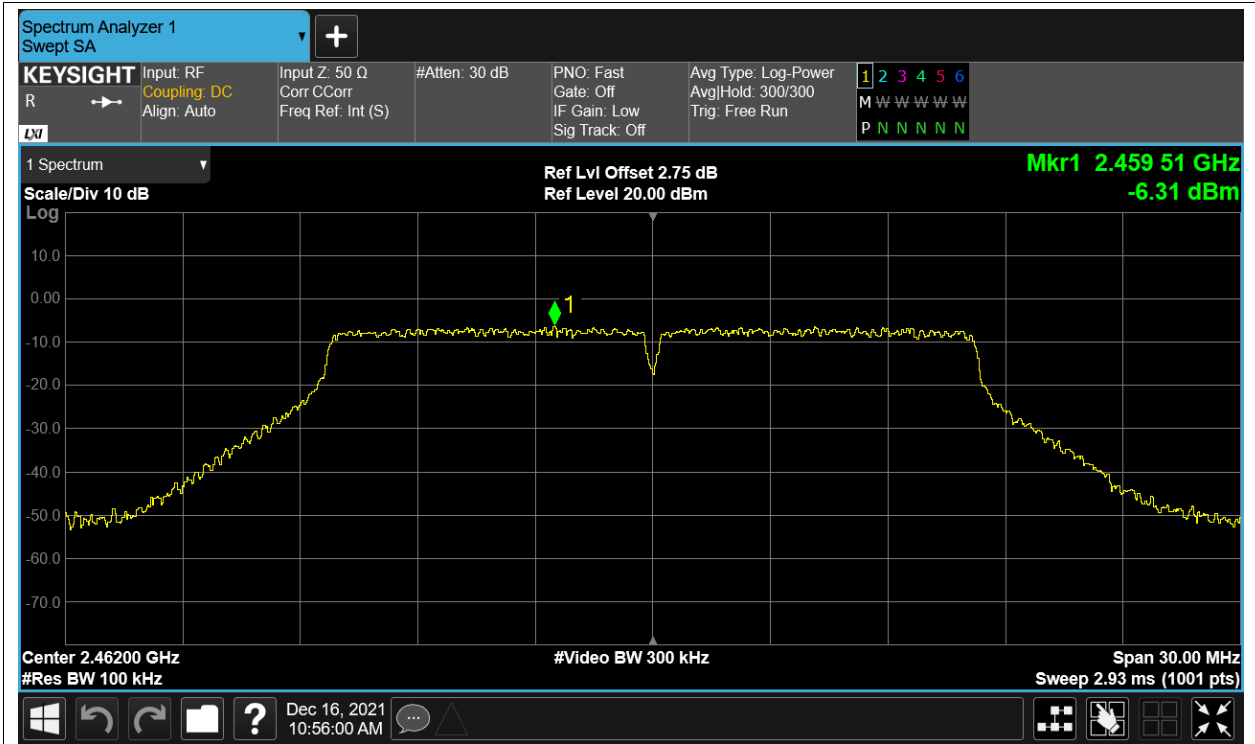 Spectrum Analyzer 1
Swept SA
KEYSIGHT
R
LXI
Input: RF
Coupling: DC
Align: Auto
Input Z: 50 Ω
Corr CCorr
Freq Ref: Int (S)
#Atten: 30 dB
PNO: Fast
Gate: Off
IF Gain: Low
Sig Track: Off
Avg Type: Log-Power
Avg|Hold: 300/300
Trig: Free Run
1 2 3 4 5 6
M W W W W W
P N N N N N
1 Spectrum
Scale/Div 10 dB
Log
Ref Lvl Offset 2.75 dB
Ref Level 20.00 dBm
Mkr1 2.459 51 GHz
-6.31 dBm
10.0
0.00
-10.0
-20.0
-30.0
-40.0
-50.0
-60.0
-70.0
1
Center 2.46200 GHz
#Res BW 100 kHz
#Video BW 300 kHz
Span 30.00 MHz
Sweep 2.93 ms (1001 pts)
?
Dec 16, 2021
10:56:00 AM